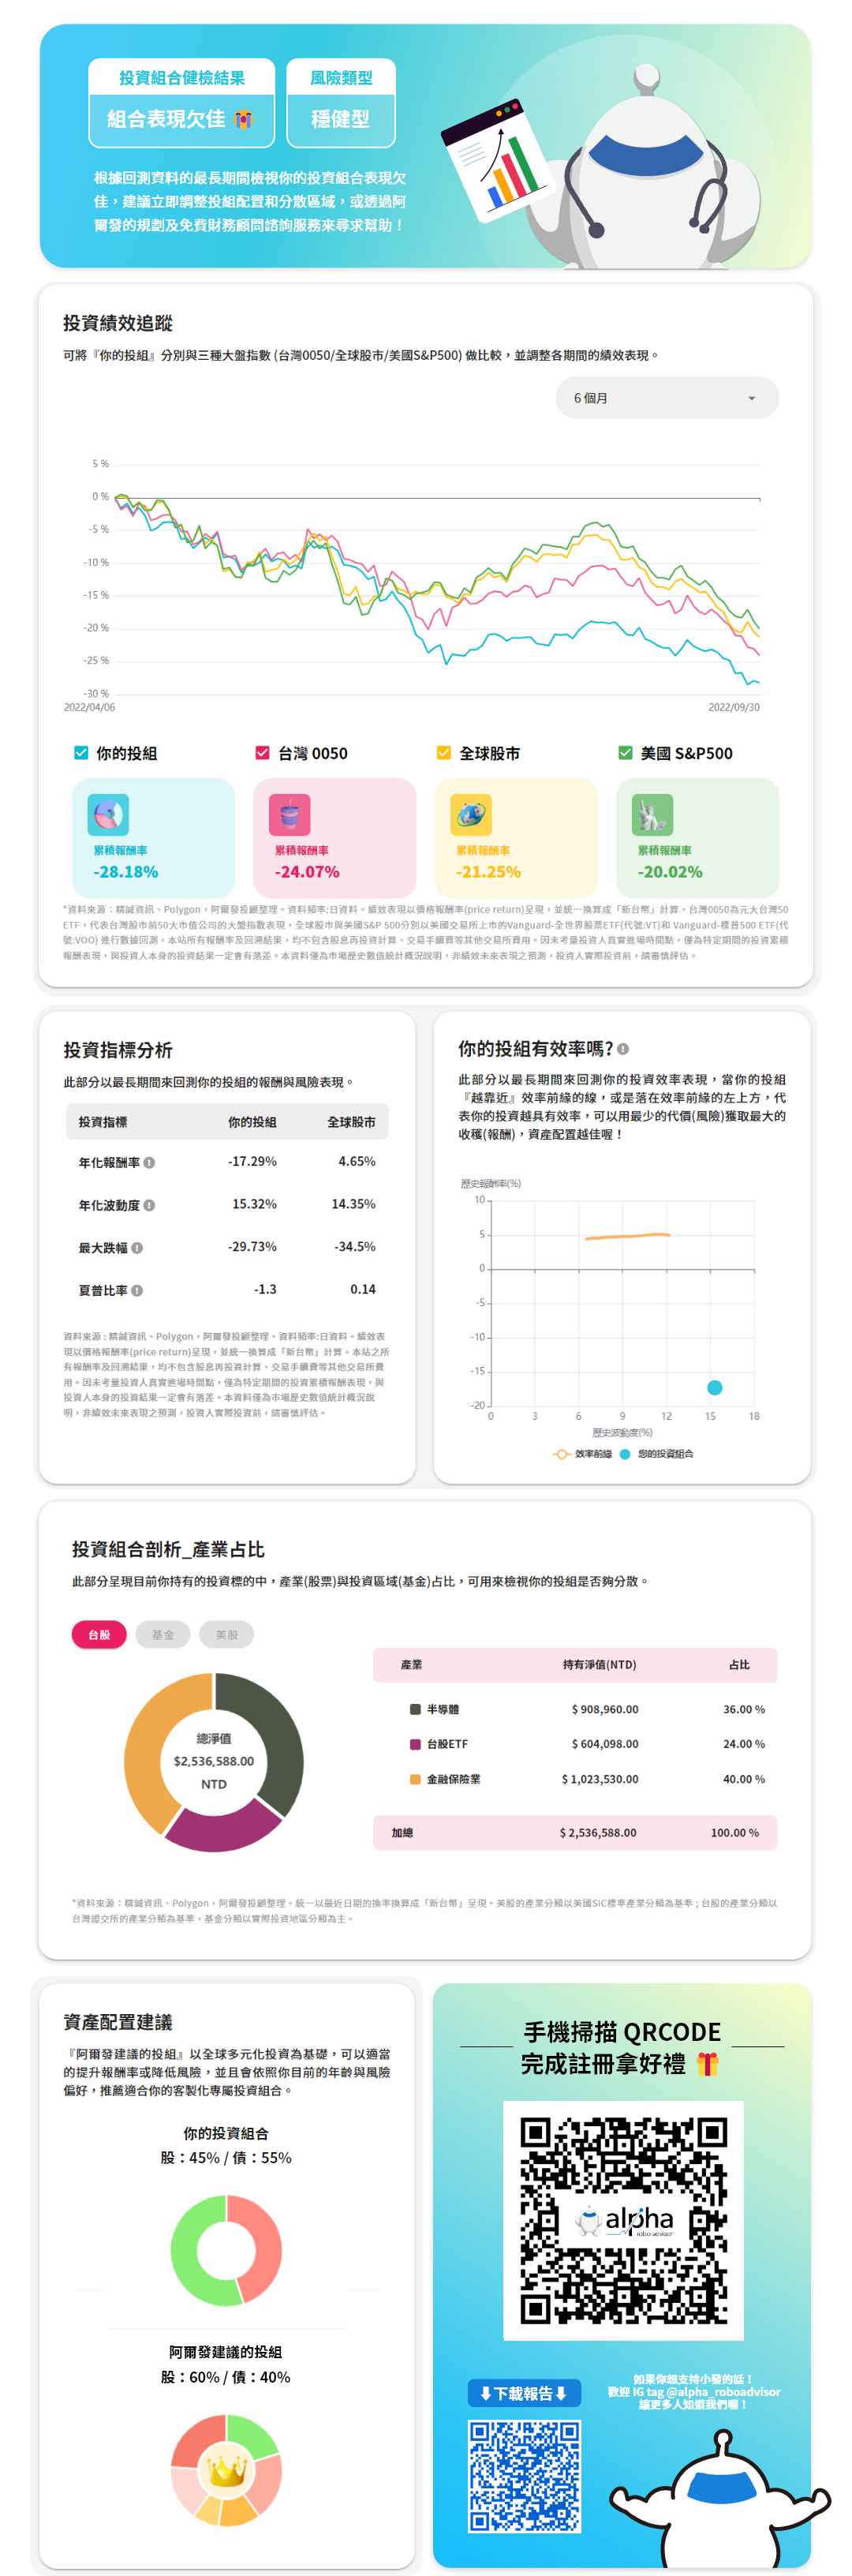 投資組合健檢結果
組合表現欠佳
風險類型
穩健型
根據回測資料的最長期間檢視你的投資組合表現欠
佳，建議立即調整投組配置和分散區域，或透過阿
爾發的規劃及免費財務顧問諮詢服務來尋求幫助！
投資績效追蹤
可將『你的投組』分別與三種大盤指數 (台灣0050/全球股市/美國S&P500) 做比較，並調整各期間的績效表現。
6 個月
5 %
0 %
-5 %
-10 %
-15 %
-20 %
-25 %
-30 %
2022/04/06
2022/09/30
你的投組
台灣 0050
全球股市
美國 S&P500
累積報酬率
-28.18%
累積報酬率
-24.07%
累積報酬率
-21.25%
累積報酬率
-20.02%
*資料來源：精誠資訊、Polygon，阿爾發投顧整理。資料頻率:日資料。績效表現以價格報酬率(price return)呈現，並統一換算成「新台幣」計算。台灣0050為元大台灣50
ETF，代表台灣股市前50大市值公司的大盤指數表現，全球股市與美國S&P 500分別以美國交易所上市的Vanguard-全世界股票ETF(代號:VT)和 Vanguard-標普500 ETF(代
號:VOO) 進行數據回測，本站所有報酬率及回溯結果，均不包含股息再投資計算、交易手續費等其他交易所費用。因未考量投資人真實進場時間點，僅為特定期間的投資累積
報酬表現，與投資人本身的投資結果一定會有落差。本資料僅為市場歷史數值統計概況說明，非績效未來表現之預測，投資人實際投資前，請審慎評估。
投資指標分析
此部分以最長期間來回測你的投組的報酬與風險表現。
投資指標 你的投組 全球股市
年化報酬率 -17.29% 4.65%
年化波動度 15.32% 14.35%
最大跌幅 -29.73% -34.5%
夏普比率 -1.3 0.14
資料來源：精誠資訊、Polygon，阿爾發投顧整理。資料頻率:日資料。績效表
現以價格報酬率(price return)呈現，並統一換算成「新台幣」計算。本站之所
有報酬率及回溯結果，均不包含股息再投資計算、交易手續費等其他交易所費
用。因未考量投資人真實進場時間點，僅為特定期間的投資累積報酬表現，與
投資人本身的投資結果一定會有落差。本資料僅為市場歷史數值統計概況說
明，非績效未來表現之預測，投資人實際投資前，請審慎評估。
你的投組有效率嗎?
此部分以最長期間來回測你的投資效率表現，當你的投組
『越靠近』效率前緣的線，或是落在效率前緣的左上方，代
表你的投資越具有效率，可以用最少的代價(風險)獲取最大的
收穫(報酬)，資產配置越佳喔！
歷史報酬率(%)
10
5
0
-5
-10
-15
-20
0 3 6 9 12 15 18
歷史波動度(%)
效率前緣 您的投資組合
投資組合剖析_產業占比
此部分呈現目前你持有的投資標的中，產業(股票)與投資區域(基金)占比，可用來檢視你的投組是否夠分散。
台股 基金 美股
總淨值
$2,536,588.00
NTD
產業 持有淨值(NTD) 占比
半導體 $ 908,960.00 36.00 %
台股ETF $ 604,098.00 24.00 %
金融保險業 $ 1,023,530.00 40.00 %
加總 $ 2,536,588.00 100.00 %
*資料來源：精誠資訊、Polygon，阿爾發投顧整理。統一以最近日期的換率換算成「新台幣」呈現。美股的產業分類以美國SIC標準產業分類為基準；台股的產業分類以
台灣證交所的產業分類為基準，基金分類以實際投資地區分類為主。
資產配置建議
『阿爾發建議的投組』以全球多元化投資為基礎，可以適當
的提升報酬率或降低風險，並且會依照你目前的年齡與風險
偏好，推薦適合你的客製化專屬投資組合。
你的投資組合
股：45% / 債：55%
阿爾發建議的投組
股：60% / 債：40%
手機掃描 QRCODE
完成註冊拿好禮
alpha
robo-advisor
⬇下載報告⬇
如果你想支持小發的話！
歡迎 IG tag @alpha_roboadvisor
讓更多人知道我們喔！